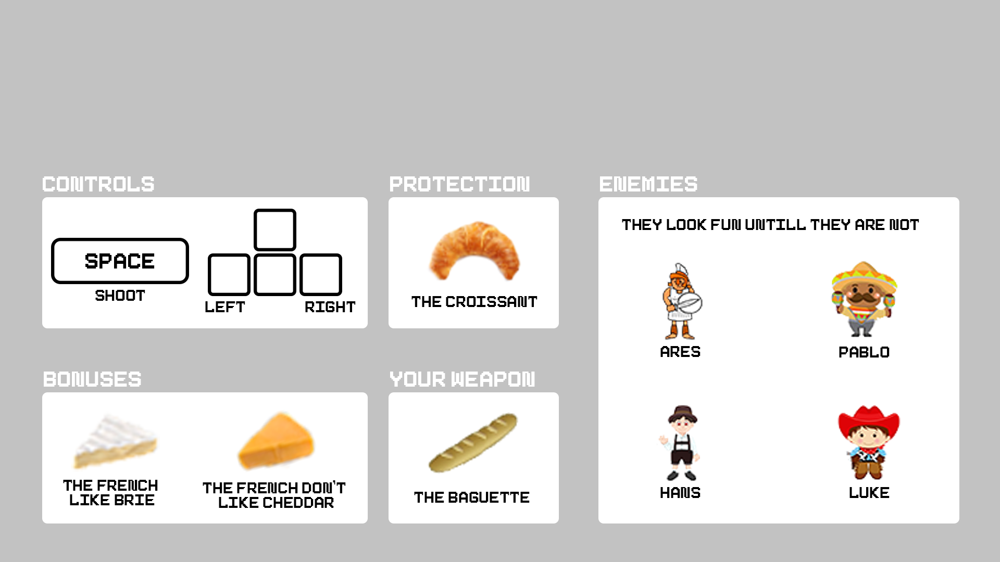 CONTROLS
SPACE
SHOOT
LEFT
RIGHT
PROTECTION
THE CROISSANT
ENEMIES
THEY LOOK FUN UNTILL THEY ARE NOT
ARES
PABLO
HANS
LUKE
BONUSES
THE FRENCH
LIKE BRIE
THE FRENCH DON'T
LIKE CHEDDAR
YOUR WEAPON
THE BAGUETTE